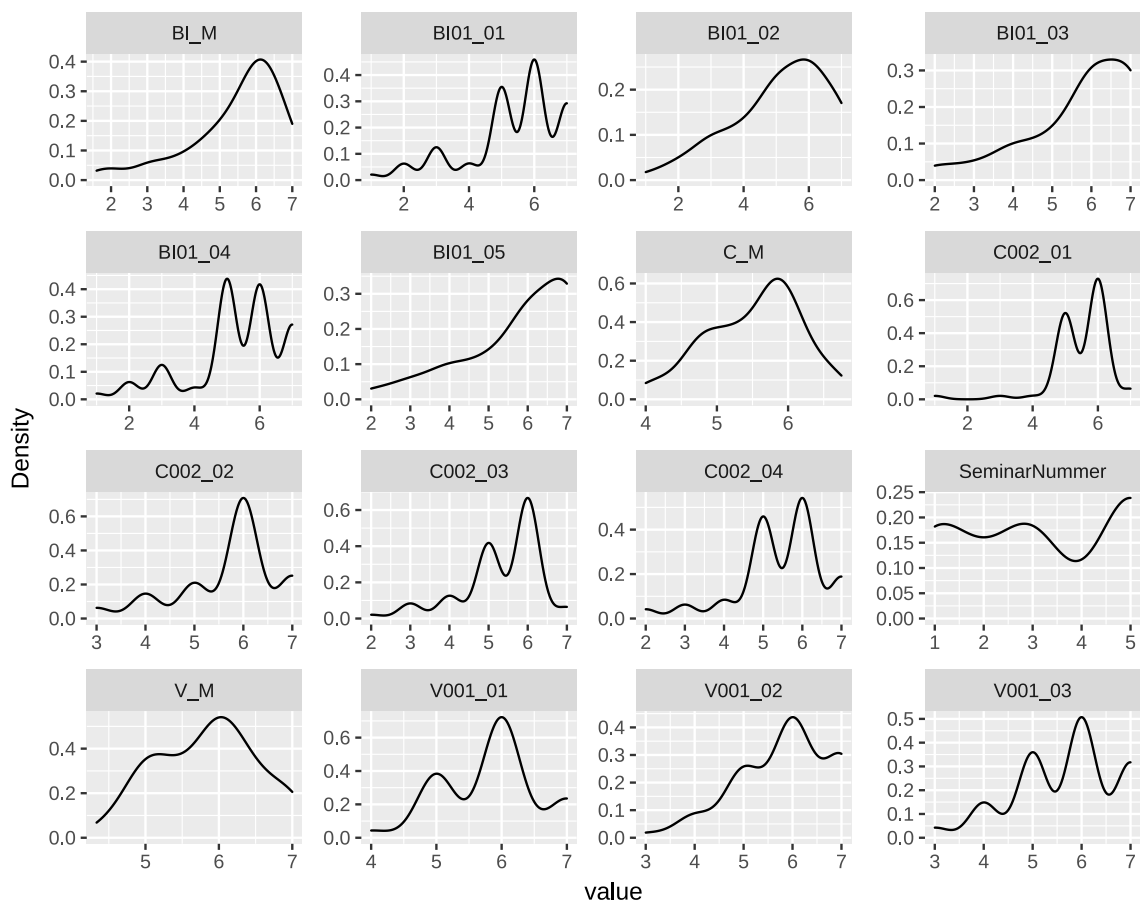 BI_M BI01_01 BI01_02 BI01_03
0.4 0.3 0.2 0.1 0.0
0.4 0.3 0.2 0.1 0.0
0.2 0.1 0.0
0.3 0.2 0.1 0.0
2 3 4 5 6 7
2 4 6
2 4 6
2 3 4 5 6 7
BI01_04 BI01_05 C_M C002_01
0.4 0.3 0.2 0.1 0.0
0.3 0.2 0.1 0.0
0.6 0.4 0.2 0.0
0.6 0.4 0.2 0.0
2 4 6
2 3 4 5 6 7
4 5 6
2 4 6
Density
C002_02 C002_03 C002_04 SeminarNummer
0.6 0.4 0.2 0.0
0.6 0.4 0.2 0.0
0.4 0.2 0.0
0.25 0.20 0.15 0.10 0.05 0.00
3 4 5 6 7
2 3 4 5 6 7
2 3 4 5 6 7
1 2 3 4 5
V_M V001_01 V001_02 V001_03
0.4 0.2 0.0
0.6 0.4 0.2 0.0
0.4 0.3 0.2 0.1 0.0
0.5 0.4 0.3 0.2 0.1 0.0
5 6 7
4 5 6 7
3 4 5 6 7
3 4 5 6 7
value